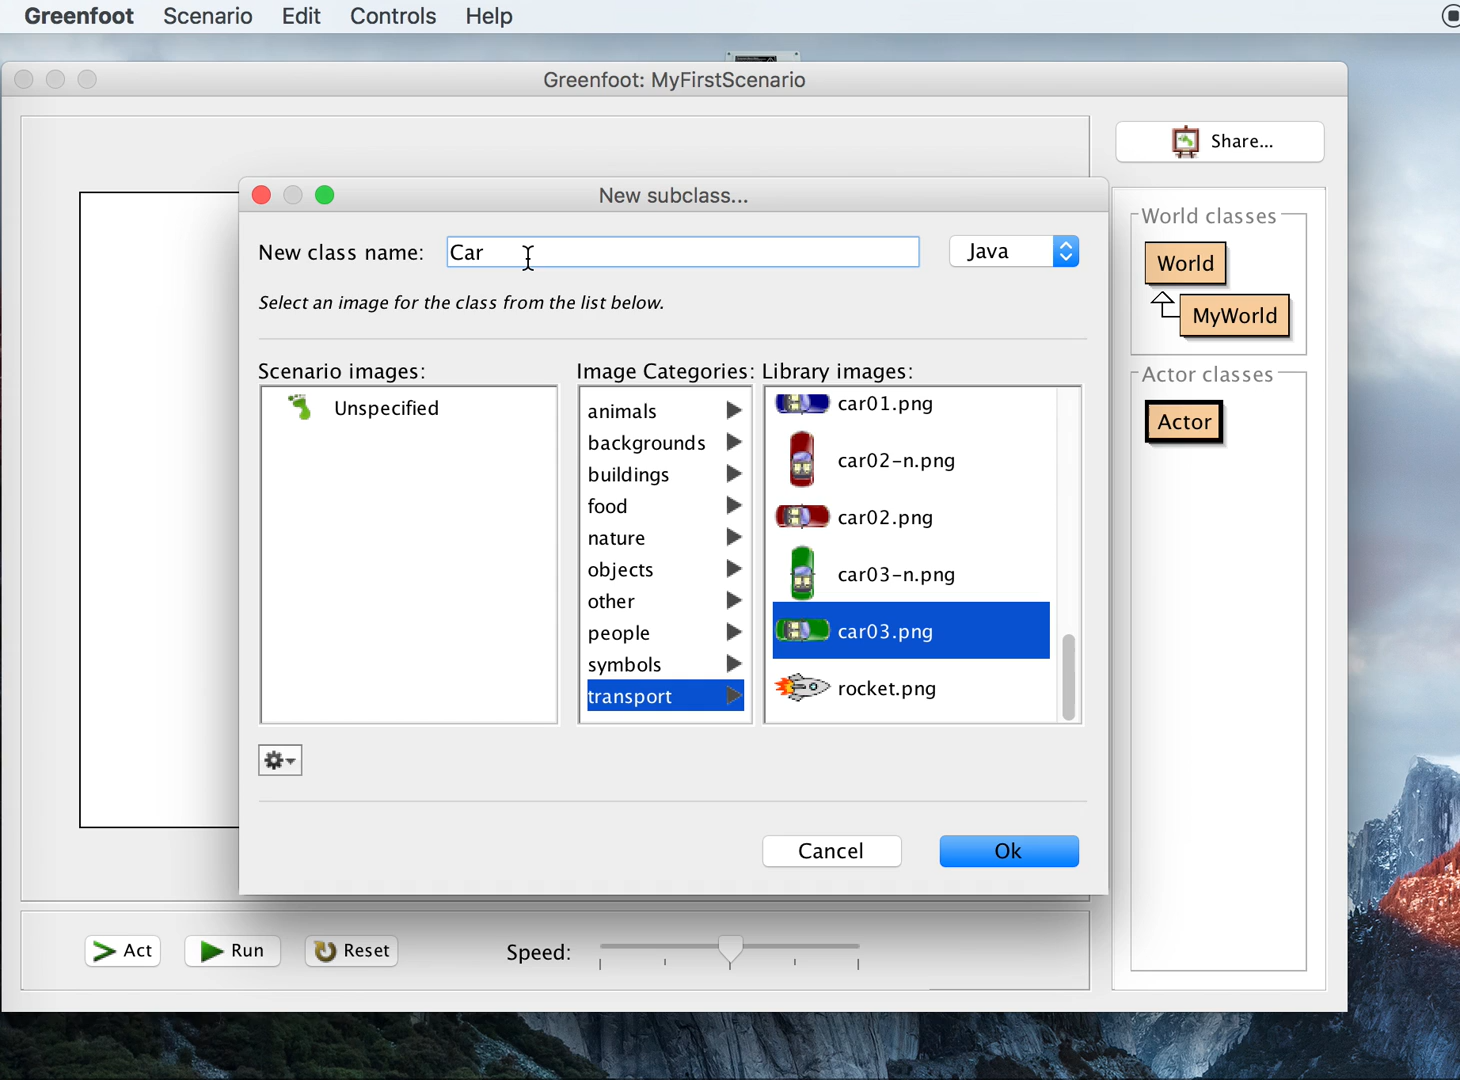 Greenfoot Scenario Edit Controls Help
Greenfoot: MyFirstScenario
Share...
New subclass...
New class name: Car Java
Select an image for the class from the list below.
Scenario images:
Unspecified
Image Categories:
animals
backgrounds
buildings
food
nature
objects
other
people
symbols
transport
Library images:
car01.png
car02-n.png
car02.png
car03-n.png
car03.png
rocket.png
Cancel Ok
World classes
World
MyWorld
Actor classes
Actor
Act Run Reset Speed: